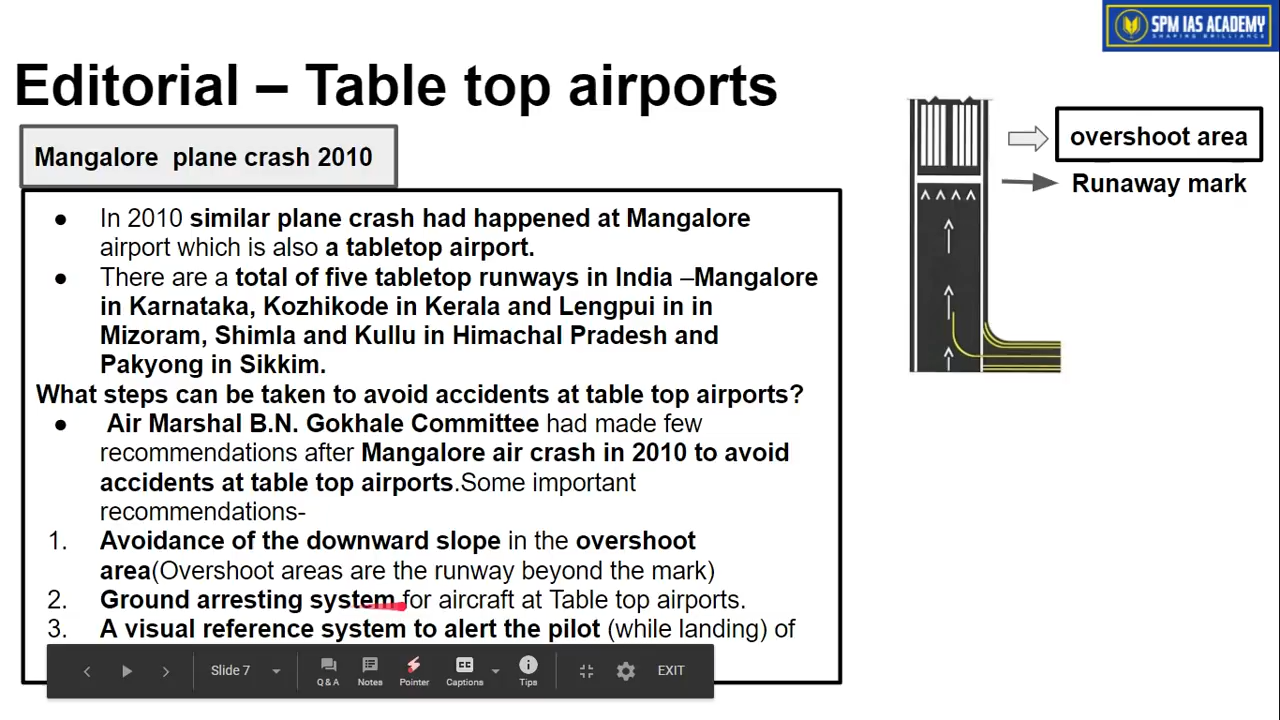 SPM IAS ACADEMY
SHAPING BRILLIANCE
Editorial – Table top airports
Mangalore plane crash 2010
overshoot area
Runaway mark
● In 2010 similar plane crash had happened at Mangalore
airport which is also a tabletop airport.
● There are a total of five tabletop runways in India –Mangalore
in Karnataka, Kozhikode in Kerala and Lengpui in in
Mizoram, Shimla and Kullu in Himachal Pradesh and
Pakyong in Sikkim.
What steps can be taken to avoid accidents at table top airports?
● Air Marshal B.N. Gokhale Committee had made few
recommendations after Mangalore air crash in 2010 to avoid
accidents at table top airports.Some important
recommendations-
1. Avoidance of the downward slope in the overshoot
area(Overshoot areas are the runway beyond the mark)
2. Ground arresting system for aircraft at Table top airports.
3. A visual reference system to alert the pilot (while landing) of
Slide 7
Q & A
Notes
Pointer
CC
Captions
Tips
EXIT